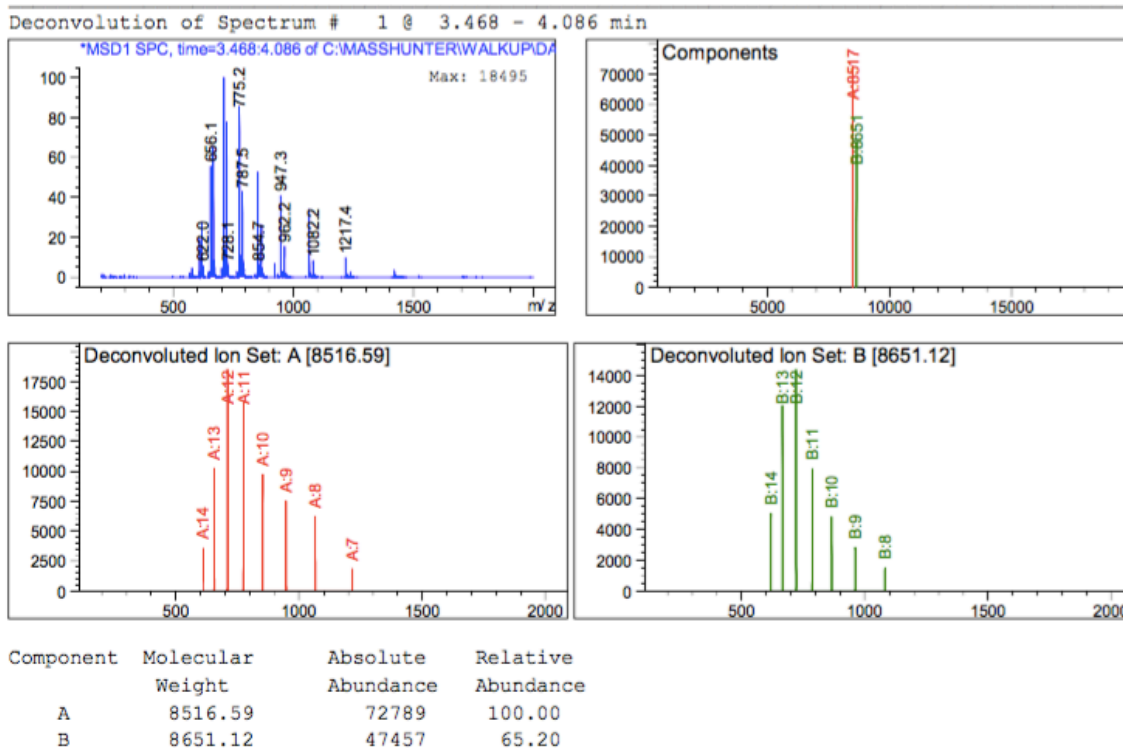 Deconvolution of Spectrum # 1 @ 3.468 - 4.086 min
*MSD1 SPC, time=3.468:4.086 of C:\MASSHUNTER\WALKUP\DA
Max: 18495
100
80
60
40
20
0
622.0
656.1
728.1
775.2
787.5
854.7
947.3
962.2
1082.2
1217.4
500
1000
1500
m/z
Components
70000
60000
50000
40000
30000
20000
10000
0
A:8517
B:8651
5000
10000
15000
Deconvoluted Ion Set: A [8516.59]
17500
15000
12500
10000
7500
5000
2500
0
A:14
A:13
A:12
A:11
A:10
A:9
A:8
A:7
500
1000
1500
2000
Deconvoluted Ion Set: B [8651.12]
14000
12000
10000
8000
6000
4000
2000
0
B:14
B:13
B:12
B:11
B:10
B:9
B:8
500
1000
1500
2000
Component Molecular Absolute Relative
Weight Abundance Abundance
A 8516.59 72789 100.00
B 8651.12 47457 65.20